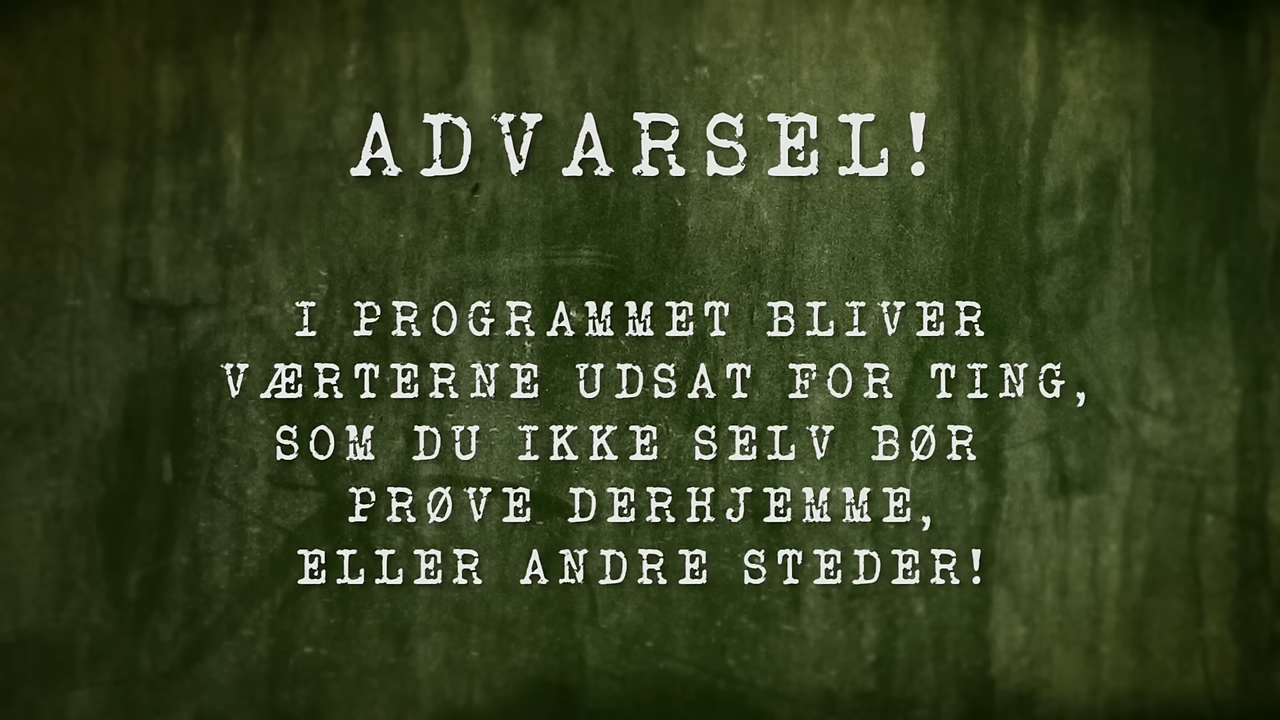 ADVARSEL!
I PROGRAMMET BLIVER
VÆRTERNE UDSAT FOR TING,
SOM DU IKKE SELV BØR
PRØVE DERHJEMME,
ELLER ANDRE STEDER!